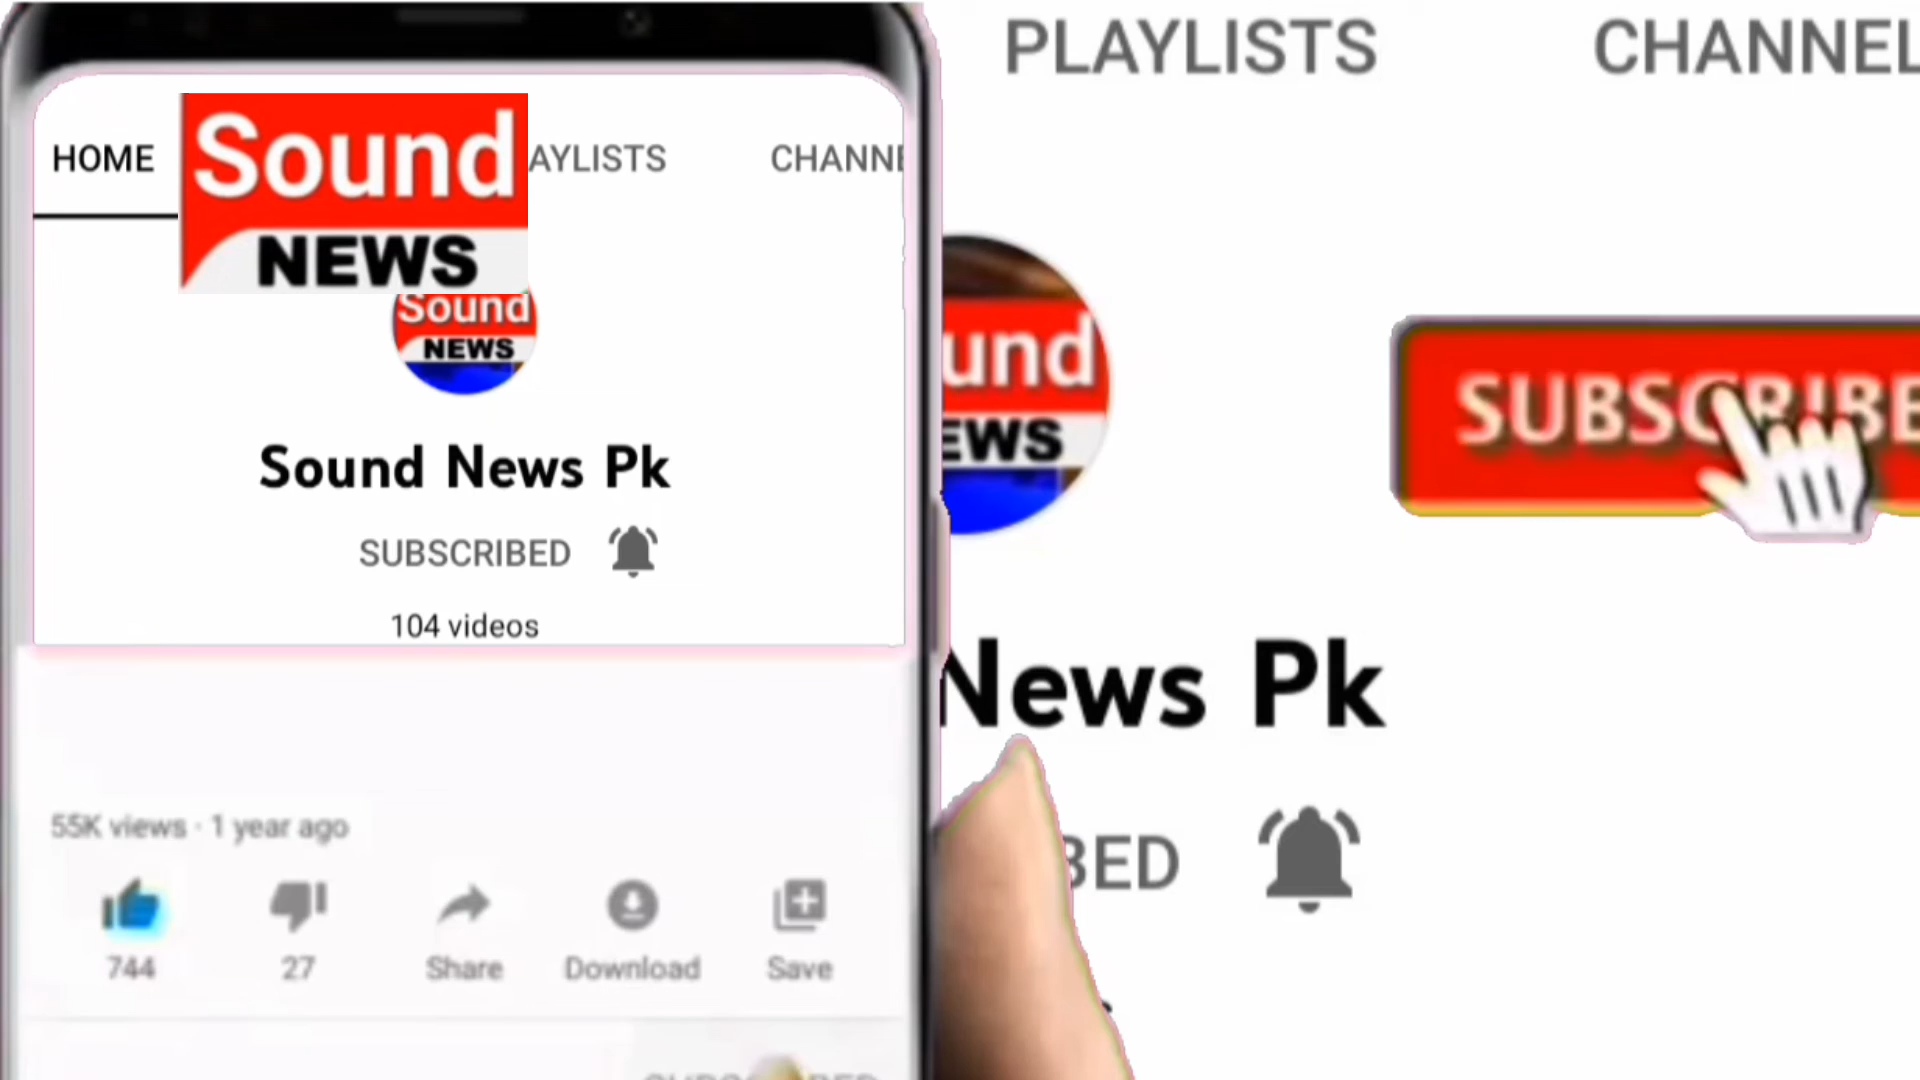 HOME
AYLISTS
CHANNE
Sound
NEWS
Sound
NEWS
Sound News Pk
SUBSCRIBED
104 videos
55K views · 1 year ago
744
27
Share
Download
Save
PLAYLISTS
CHANNEL
und
EWS
SUBSCRIBE
News Pk
BED